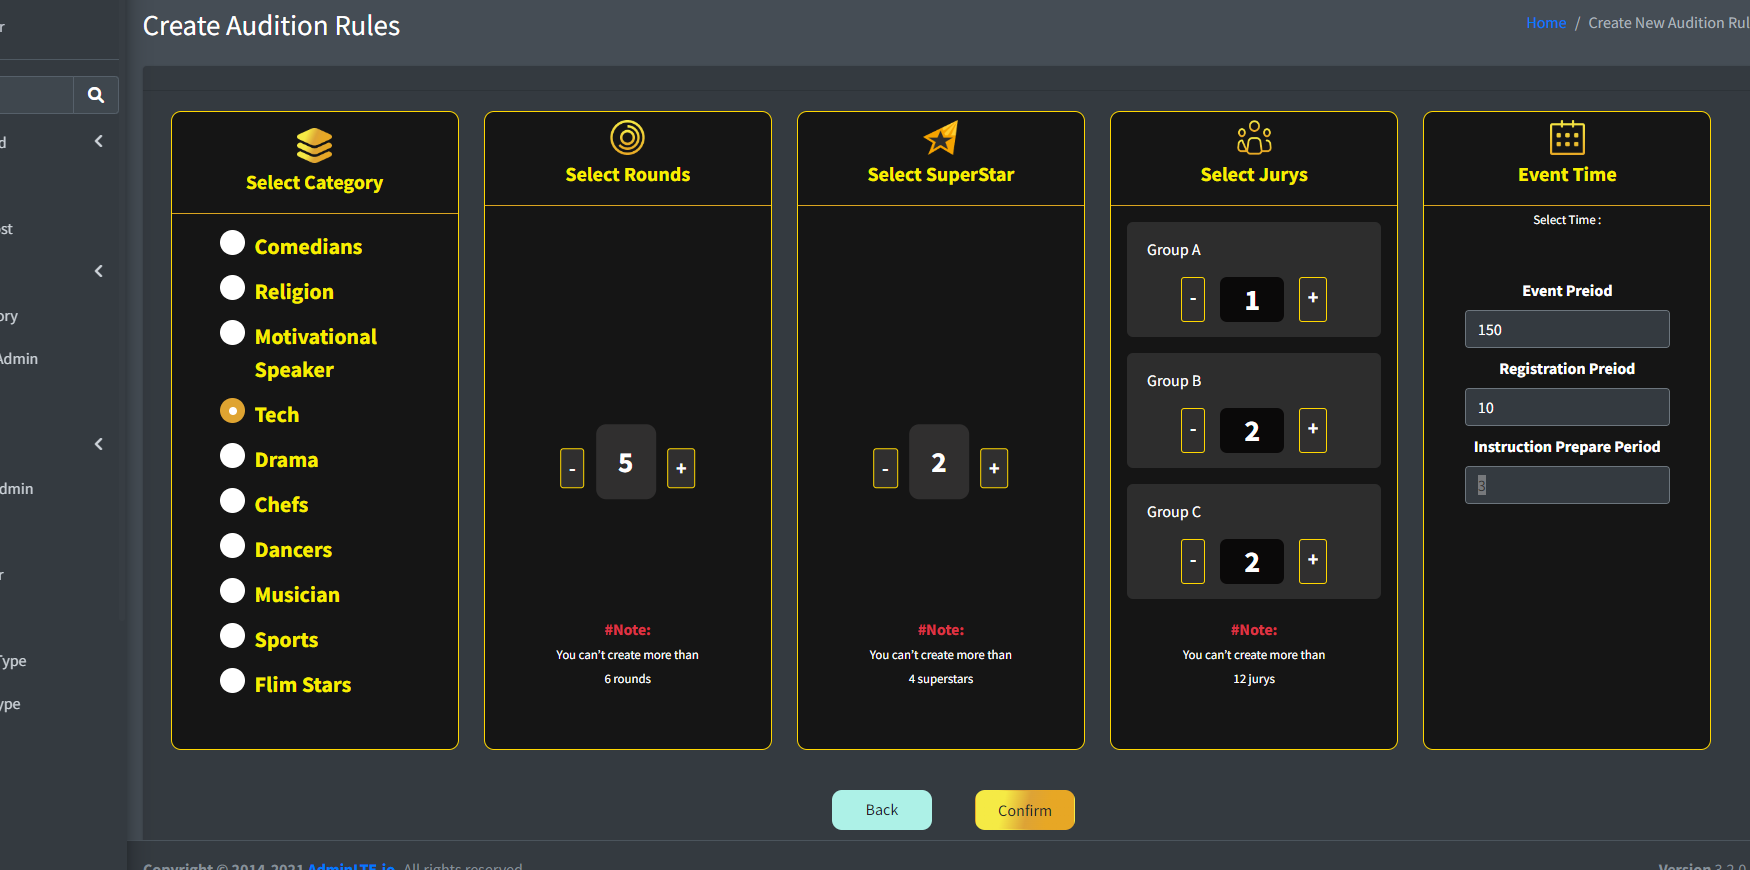 Create Audition Rules
Home / Create New Audition Rul
r
d
st
ory
Admin
dmin
r
Type
ype
Select Category
Comedians
Religion
Motivational
Speaker
Tech
Drama
Chefs
Dancers
Musician
Sports
Flim Stars
Select Rounds
- 5 +
#Note:
You can't create more than
6 rounds
Select SuperStar
- 2 +
#Note:
You can't create more than
4 superstars
Select Jurys
Group A
- 1 +
Group B
- 2 +
Group C
- 2 +
#Note:
You can't create more than
12 jurys
Event Time
Select Time :
Event Preiod
150
Registration Preiod
10
Instruction Prepare Period
3
Back
Confirm
Copyright © 2014-2021 AdminLTE.io. All rights reserved.
Version 3.2.0